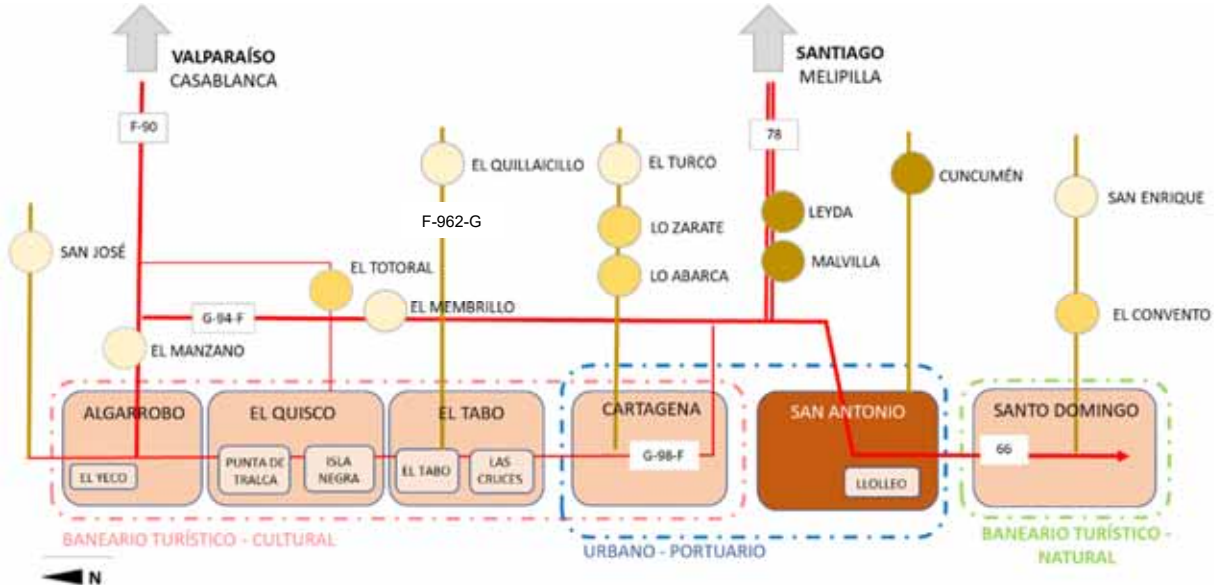 VALPARAÍSO
CASABLANCA
SANTIAGO
MELIPILLA
F-90
78
EL QUILLAICILLO
EL TURCO
CUNCUMÉN
SAN ENRIQUE
F-962-G
LO ZARATE
LEYDA
SAN JOSÉ
EL TOTORAL
LO ABARCA
MALVILLA
G-94-F
EL MEMBRILLO
EL CONVENTO
EL MANZANO
ALGARROBO
EL QUISCO
EL TABO
CARTAGENA
SAN ANTONIO
SANTO DOMINGO
EL YECO
PUNTA DE
TRALCA
ISLA
NEGRA
EL TABO
LAS
CRUCES
G-98-F
66
LLOLLEO
BANEARIO TURÍSTICO - CULTURAL
URBANO - PORTUARIO
BANEARIO TURÍSTICO -
NATURAL
N